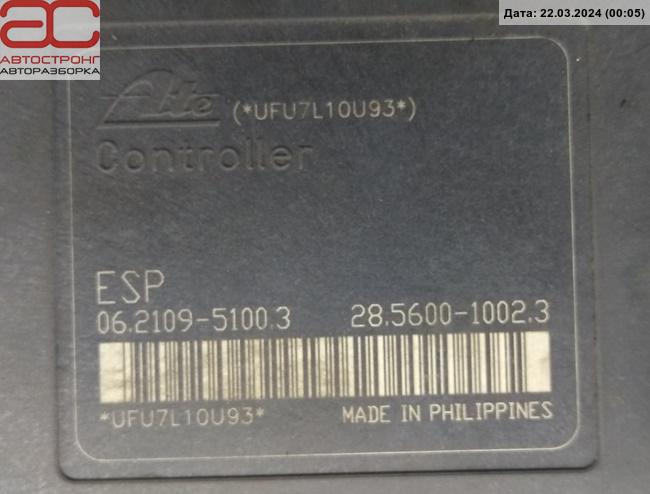 Дата: 22.03.2024 (00:05)
АС
АВТОСТРОНГ
АВТОРАЗБОРКА
Ate (*UFU7L10U93*)
Controller
ESP
06.2109-5100.3 28.5600-1002.3
*UFU7L10U93* MADE IN PHILIPPINES